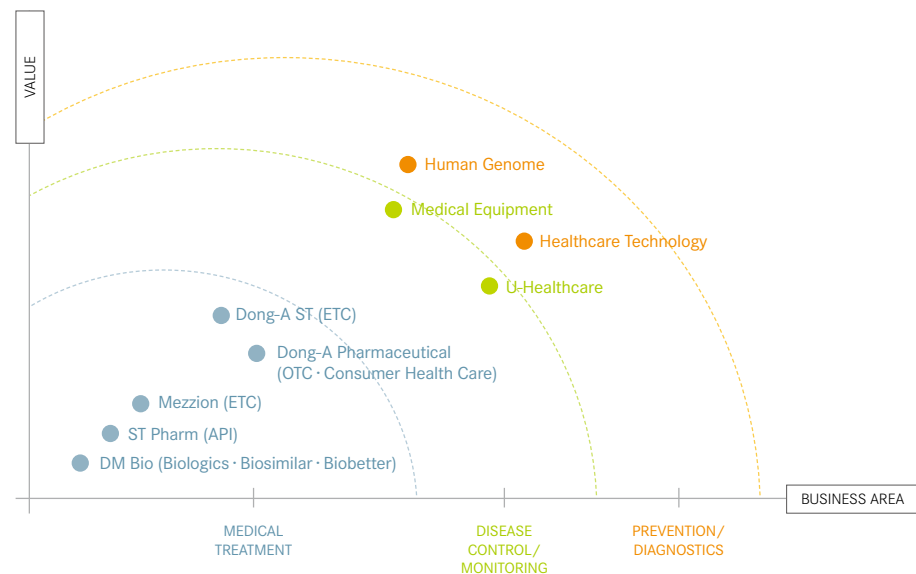 VALUE
Human Genome
Medical Equipment
Healthcare Technology
U-Healthcare
Dong-A ST (ETC)
Dong-A Pharmaceutical
(OTC · Consumer Health Care)
Mezzion (ETC)
ST Pharm (API)
DM Bio (Biologics · Biosimilar · Biobetter)
BUSINESS AREA
MEDICAL
TREATMENT
DISEASE
CONTROL/
MONITORING
PREVENTION/
DIAGNOSTICS